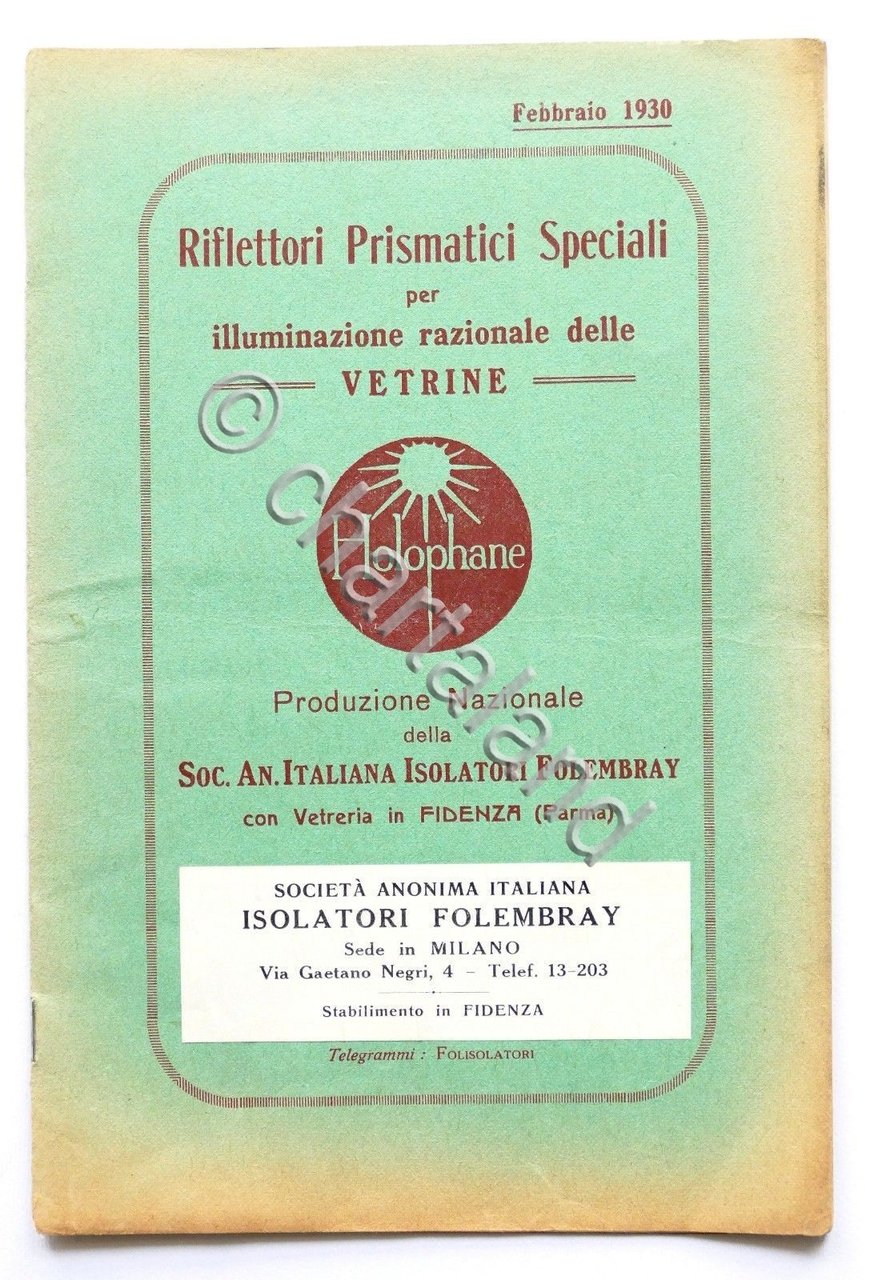 Febbraio 1930
Riflettori Prismatici Speciali
per
illuminazione razionale delle
VETRINE
Holophane
Produzione Nazionale
della
SOC. AN. ITALIANA ISOLATORI FOLEMBRAY
con Vetreria in FIDENZA (Parma)
SOCIETÀ ANONIMA ITALIANA
ISOLATORI FOLEMBRAY
Sede in MILANO
Via Gaetano Negri, 4 - Telef. 13-203
Stabilimento in FIDENZA
Telegrammi : FOLISOLATORI
© chartaland